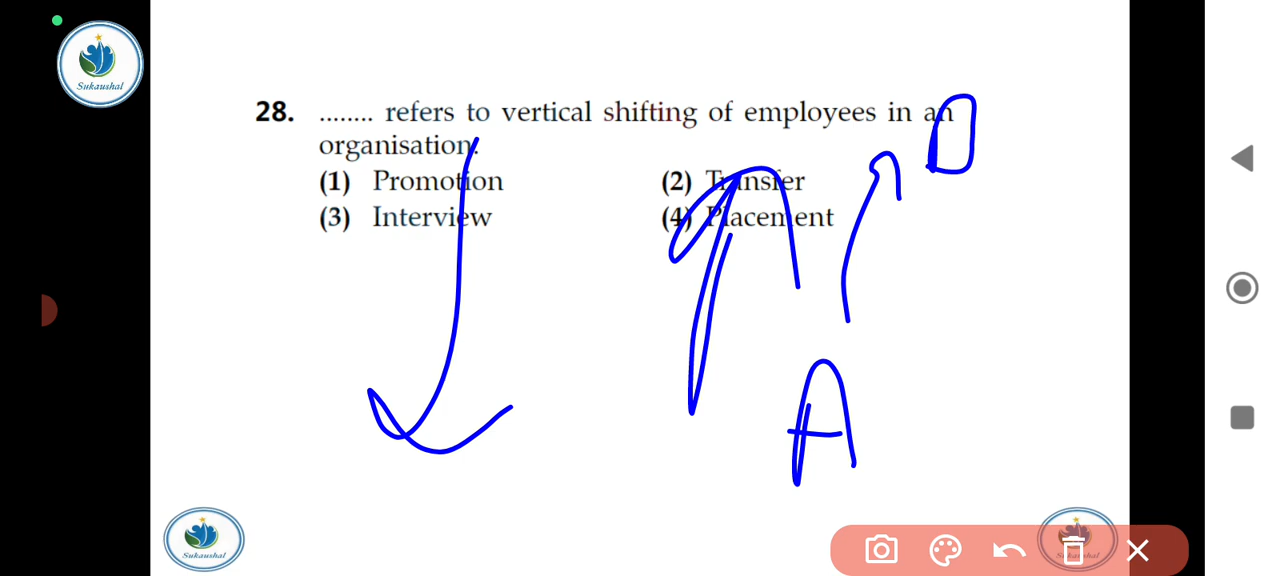 Sukaushal
28. ........ refers to vertical shifting of employees in an
organisation.
(1) Promotion (2) Transfer
(3) Interview (4) Placement
A
Sukaushal
Sukaushal